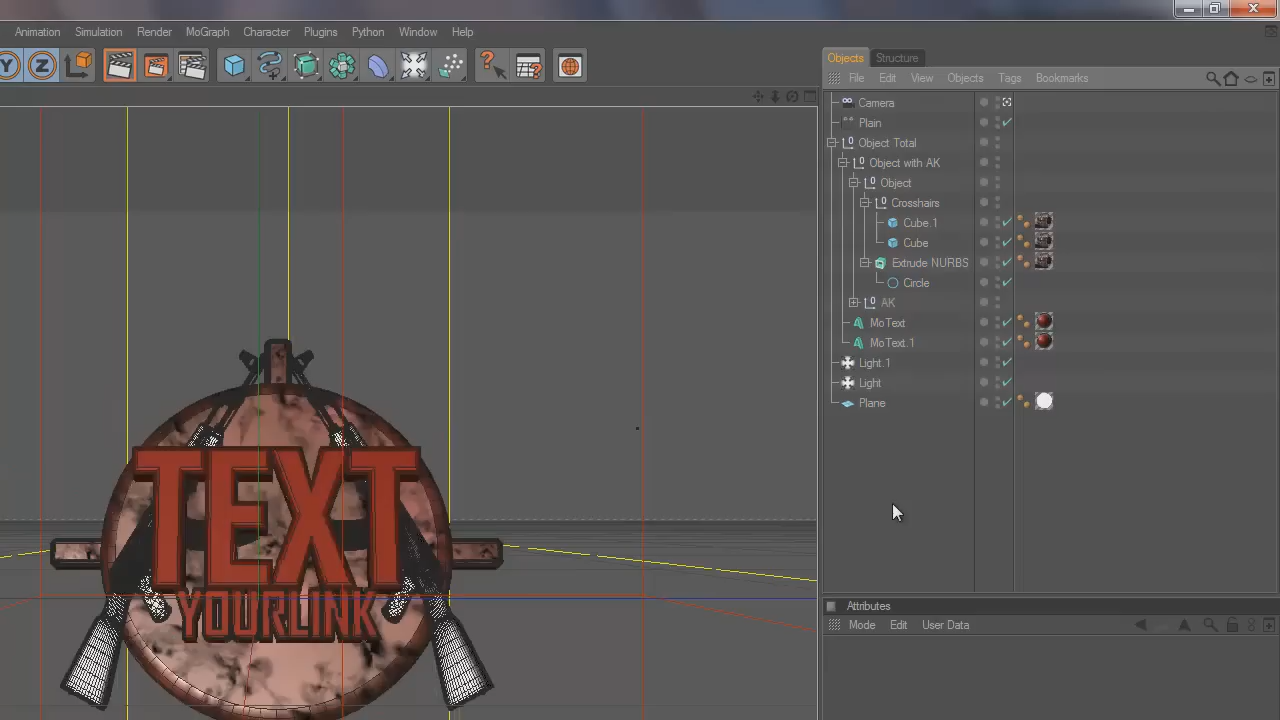 Animation Simulation Render MoGraph Character Plugins Python Window Help
Y Z
Objects Structure
File Edit View Objects Tags Bookmarks
Camera
Plain
Object Total
Object with AK
Object
Crosshairs
Cube.1
Cube
Extrude NURBS
Circle
AK
MoText
MoText.1
Light.1
Light
Plane
TEXT
YOURLINK
Attributes
Mode Edit User Data